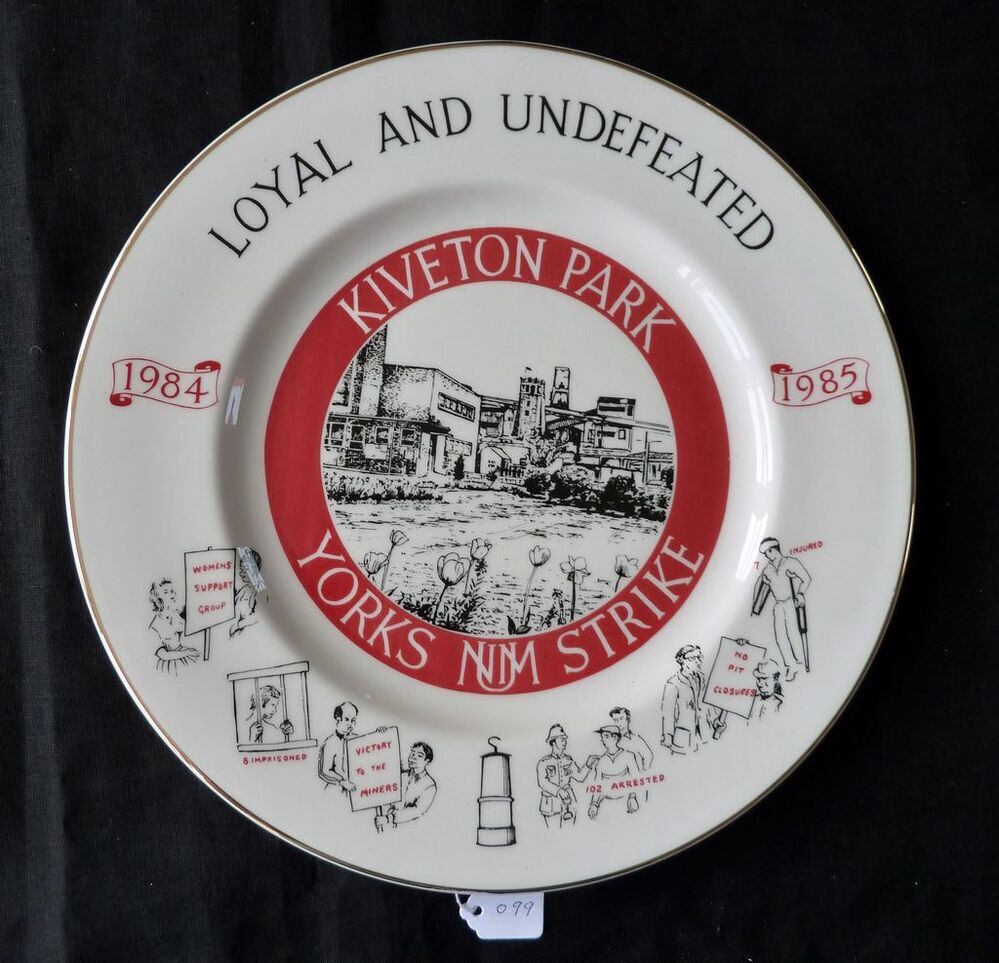 LOYAL AND UNDEFEATED
KIVETON PARK
1984
1985
YORKS NUM STRIKE
WOMENS
SUPPORT
GROUP
8 IMPRISONED
VICTORY
TO THE
MINERS
102 ARRESTED
NO
PIT
CLOSURES
7 INJURED
099